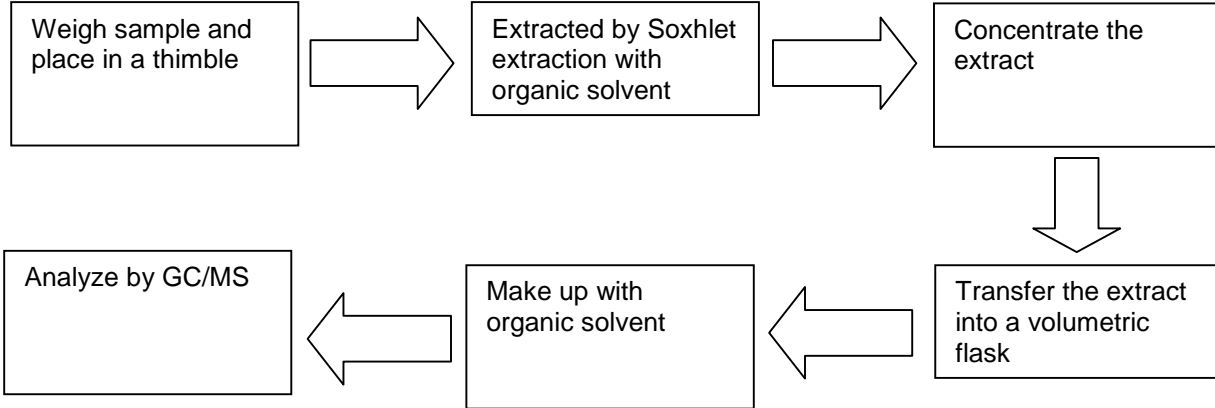 Weigh sample and
place in a thimble
Extracted by Soxhlet
extraction with
organic solvent
Concentrate the
extract
Transfer the extract
into a volumetric
flask
Make up with
organic solvent
Analyze by GC/MS